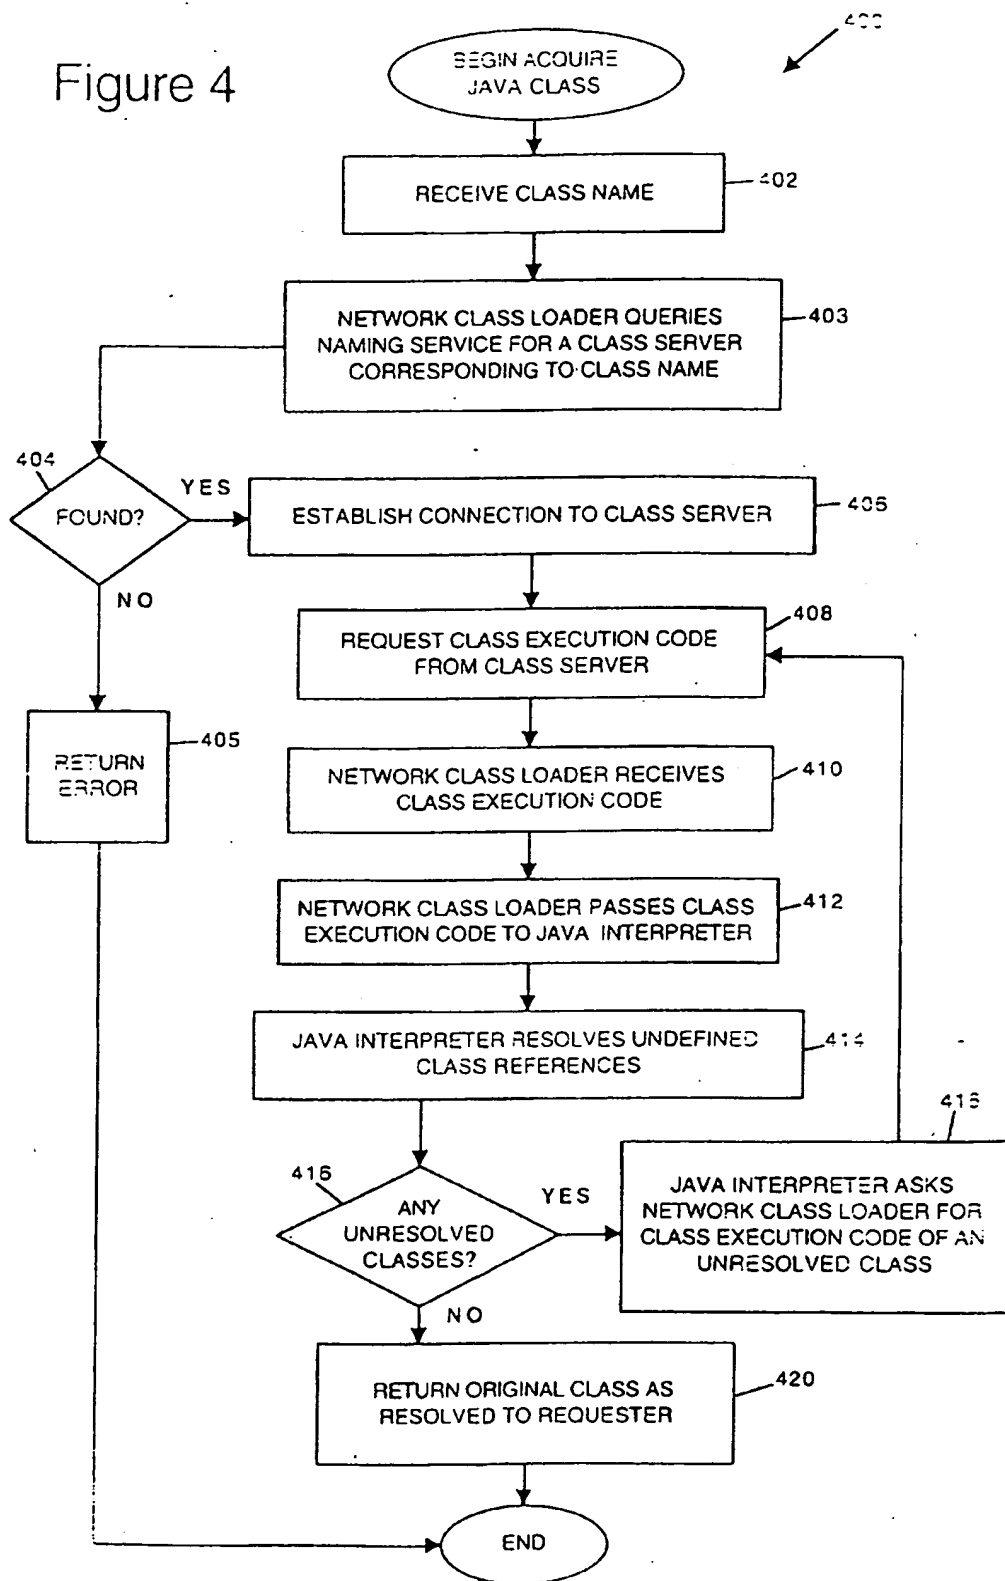 Figure 4
BEGIN ACQUIRE
JAVA CLASS
400
RECEIVE CLASS NAME
402
NETWORK CLASS LOADER QUERIES
NAMING SERVICE FOR A CLASS SERVER
CORRESPONDING TO CLASS NAME
403
404
FOUND?
YES
ESTABLISH CONNECTION TO CLASS SERVER
406
NO
REQUEST CLASS EXECUTION CODE
FROM CLASS SERVER
408
RETURN
ERROR
405
NETWORK CLASS LOADER RECEIVES
CLASS EXECUTION CODE
410
NETWORK CLASS LOADER PASSES CLASS
EXECUTION CODE TO JAVA INTERPRETER
412
JAVA INTERPRETER RESOLVES UNDEFINED
CLASS REFERENCES
414
416
ANY
UNRESOLVED
CLASSES?
YES
JAVA INTERPRETER ASKS
NETWORK CLASS LOADER FOR
CLASS EXECUTION CODE OF AN
UNRESOLVED CLASS
NO
RETURN ORIGINAL CLASS AS
RESOLVED TO REQUESTER
420
END